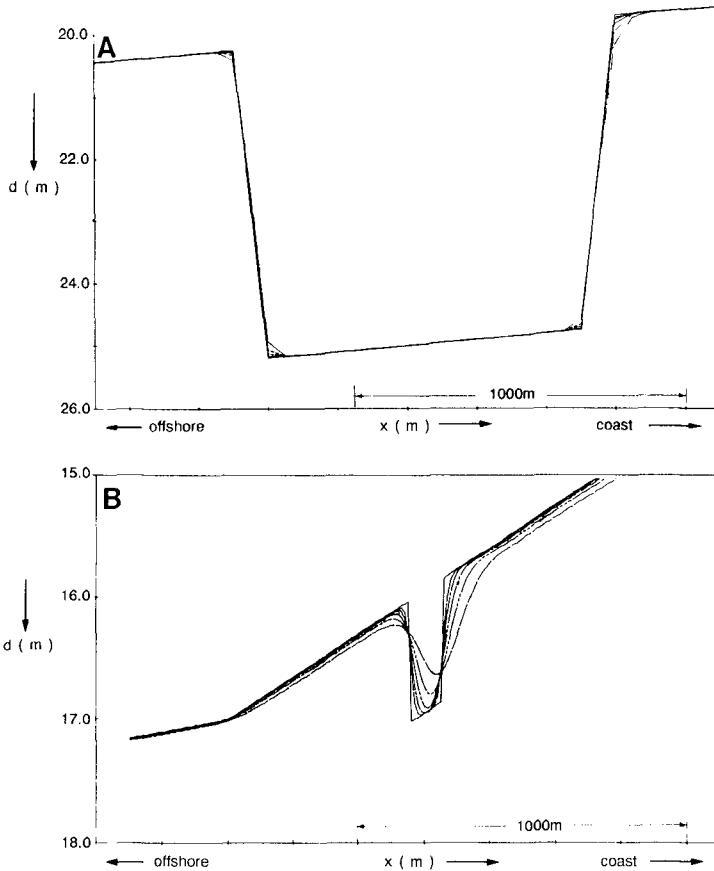 A
20.0
22.0
d ( m )
24.0
1000m
26.0
offshore
x ( m )
coast
15.0
B
16.0
d ( m )
17.0
1000m
18.0
offshore
x ( m )
coast